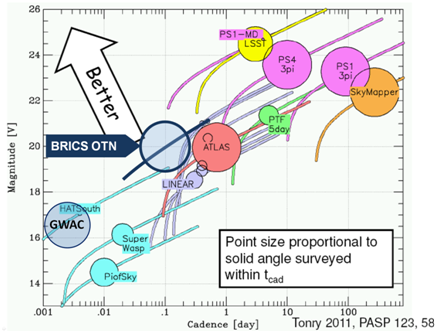 26
24
22
20
18
16
14
Magnitude [V]
Better
BRICS OTN
PS1-MD
LSST
PS4
3pi
PS1
3pi
SkyMapper
PTF
5day
ATLAS
LINEAR
HATSouth
GWAC
Super
Wasp
PiofSky
Point size proportional to
solid angle surveyed
within tcad
.001
.01
.1
1
10
100
Cadence [day]
Tonry 2011, PASP 123, 58